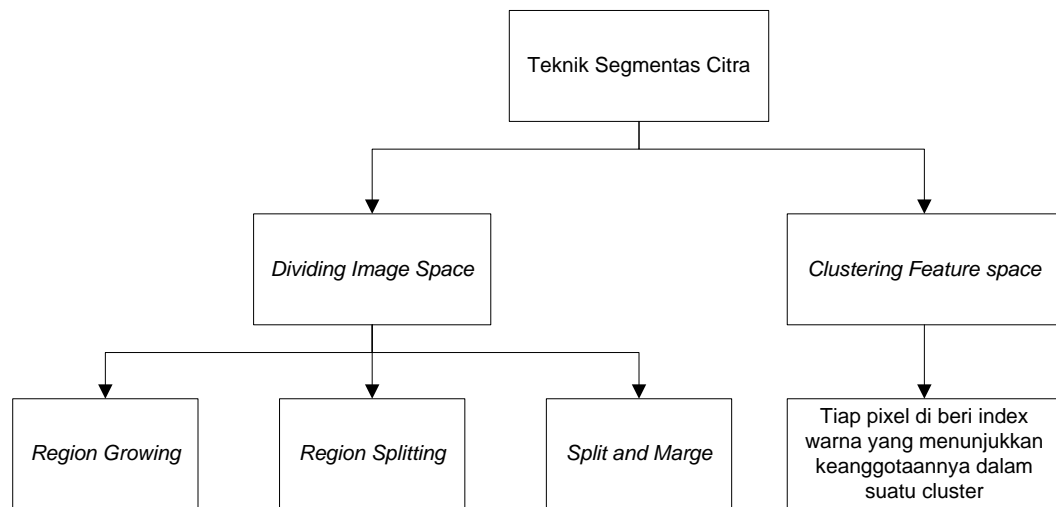 Teknik Segmentas Citra
Dividing Image Space
Clustering Feature space
Region Growing
Region Splitting
Split and Marge
Tiap pixel di beri index
warna yang menunjukkan
keanggotaannya dalam
suatu cluster